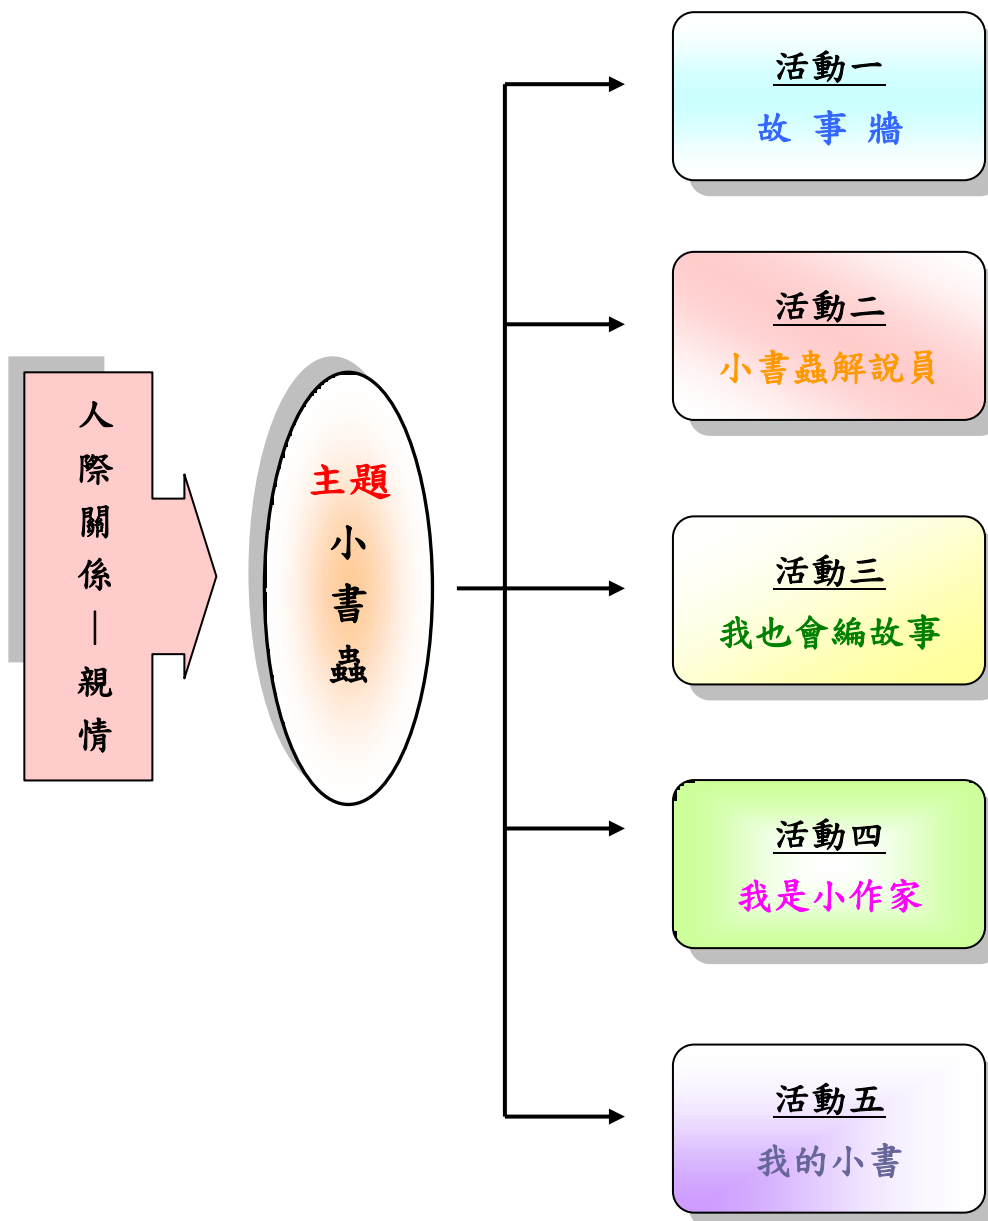 人際關係｜親情
主題
小書蟲
活動一
故 事 牆
活動二
小書蟲解說員
活動三
我也會編故事
活動四
我是小作家
活動五
我的小書